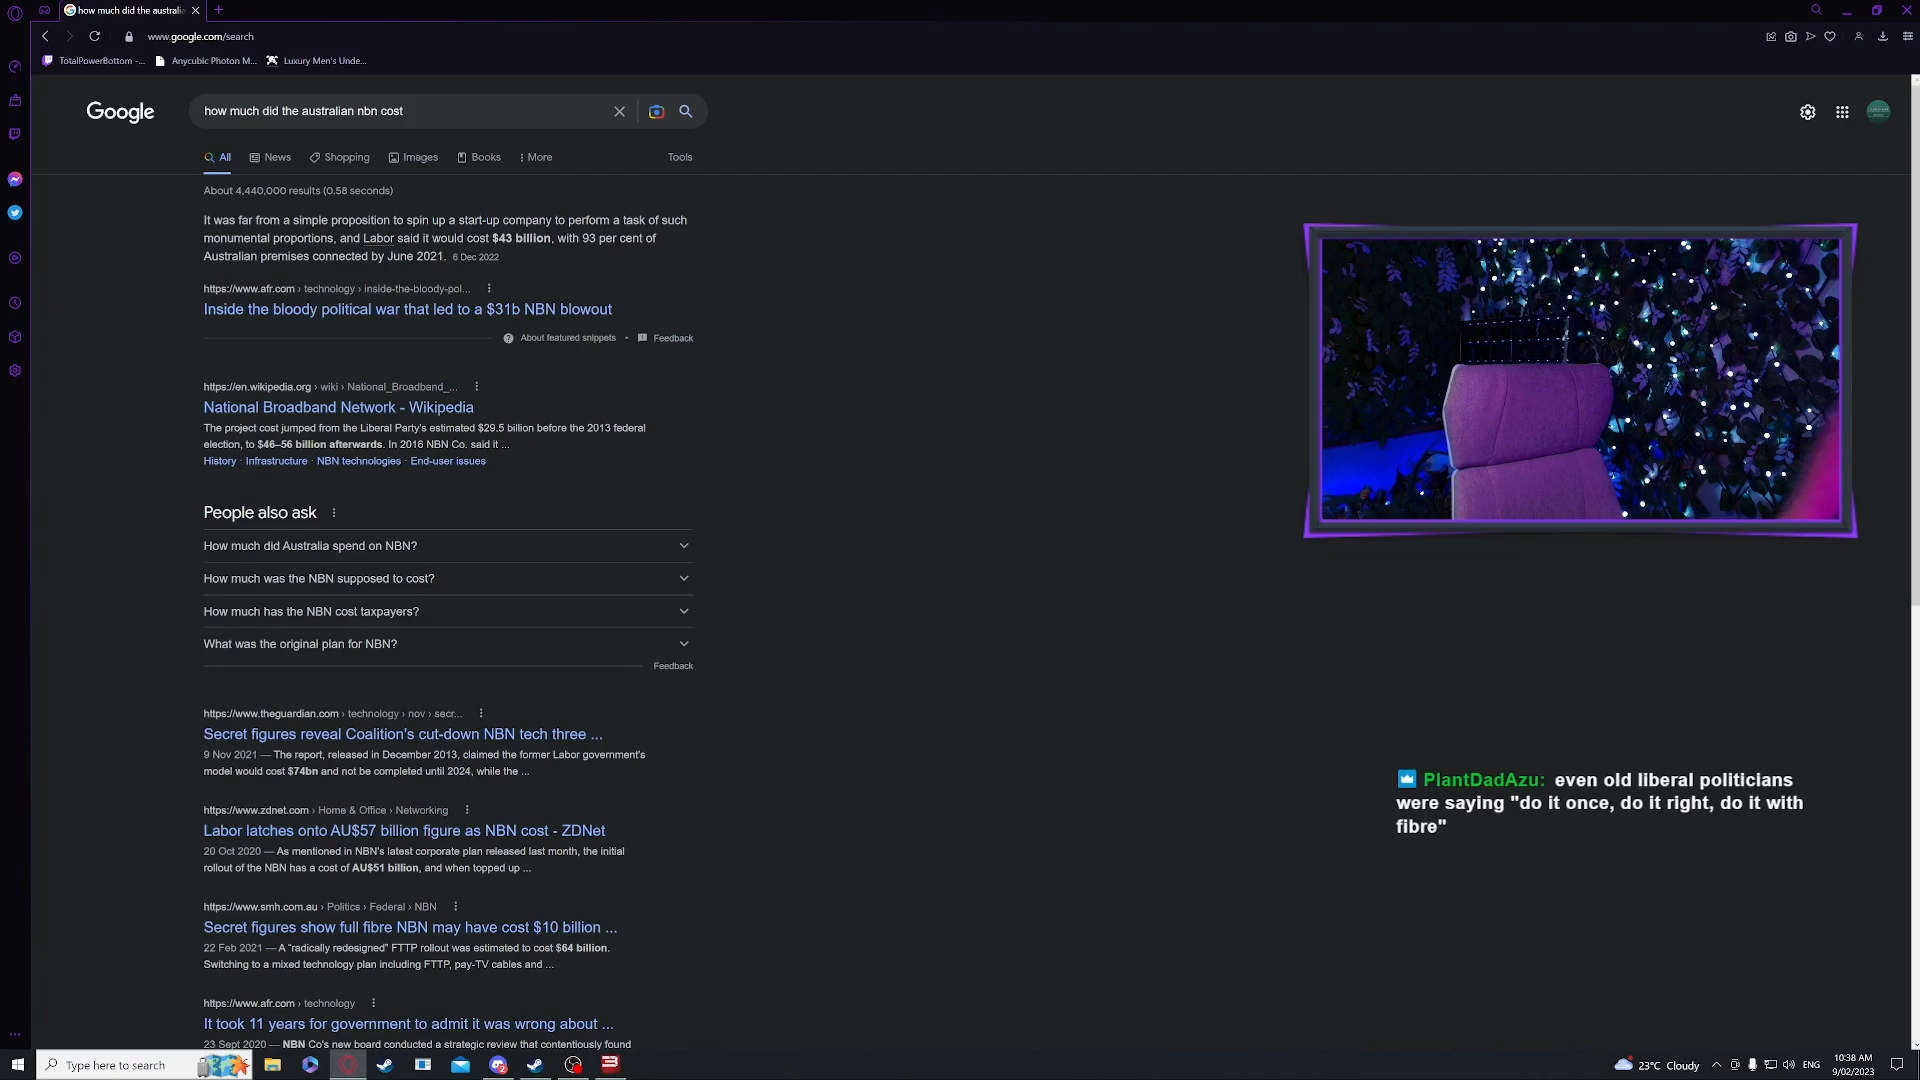 how much did the australia
www.google.com/search
TotalPowerBottom -...
Anycubic Photon M...
Luxury Men's Unde...
Google
how much did the australian nbn cost
All
News
Shopping
Images
Books
More
Tools
About 4,440,000 results (0.58 seconds)
It was far from a simple proposition to spin up a start-up company to perform a task of such
monumental proportions, and Labor said it would cost $43 billion, with 93 per cent of
Australian premises connected by June 2021. 6 Dec 2022
https://www.afr.com › technology › inside-the-bloody-pol...
Inside the bloody political war that led to a $31b NBN blowout
About featured snippets • Feedback
https://en.wikipedia.org › wiki › National_Broadband_...
National Broadband Network - Wikipedia
The project cost jumped from the Liberal Party's estimated $29.5 billion before the 2013 federal
election, to $46–56 billion afterwards. In 2016 NBN Co. said it ...
History · Infrastructure · NBN technologies · End-user issues
People also ask
How much did Australia spend on NBN?
How much was the NBN supposed to cost?
How much has the NBN cost taxpayers?
What was the original plan for NBN?
Feedback
https://www.theguardian.com › technology › nov › secr...
Secret figures reveal Coalition's cut-down NBN tech three ...
9 Nov 2021 — The report, released in December 2013, claimed the former Labor government's
model would cost $74bn and not be completed until 2024, while the ...
https://www.zdnet.com › Home & Office › Networking
Labor latches onto AU$57 billion figure as NBN cost - ZDNet
20 Oct 2020 — As mentioned in NBN's latest corporate plan released last month, the initial
rollout of the NBN has a cost of AU$51 billion, and when topped up ...
https://www.smh.com.au › Politics › Federal › NBN
Secret figures show full fibre NBN may have cost $10 billion ...
22 Feb 2021 — A “radically redesigned” FTTP rollout was estimated to cost $64 billion.
Switching to a mixed technology plan including FTTP, pay-TV cables and ...
https://www.afr.com › technology
It took 11 years for government to admit it was wrong about ...
23 Sept 2020 — NBN Co's new board conducted a strategic review that contentiously found
PlantDadAzu: even old liberal politicians
were saying "do it once, do it right, do it with
fibre"
Type here to search
23°C Cloudy
ENG
10:38 AM
9/02/2023